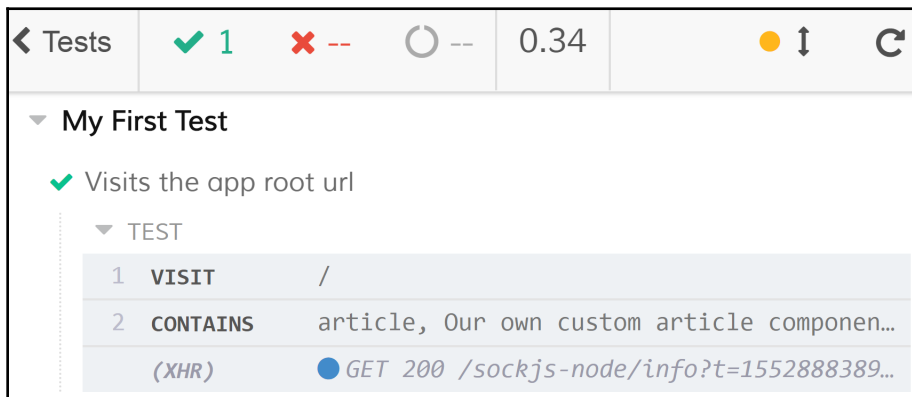 Tests 1 -- -- 0.34
My First Test
Visits the app root url
TEST
1 VISIT /
2 CONTAINS article, Our own custom article componen…
(XHR) GET 200 /sockjs-node/info?t=1552888389…